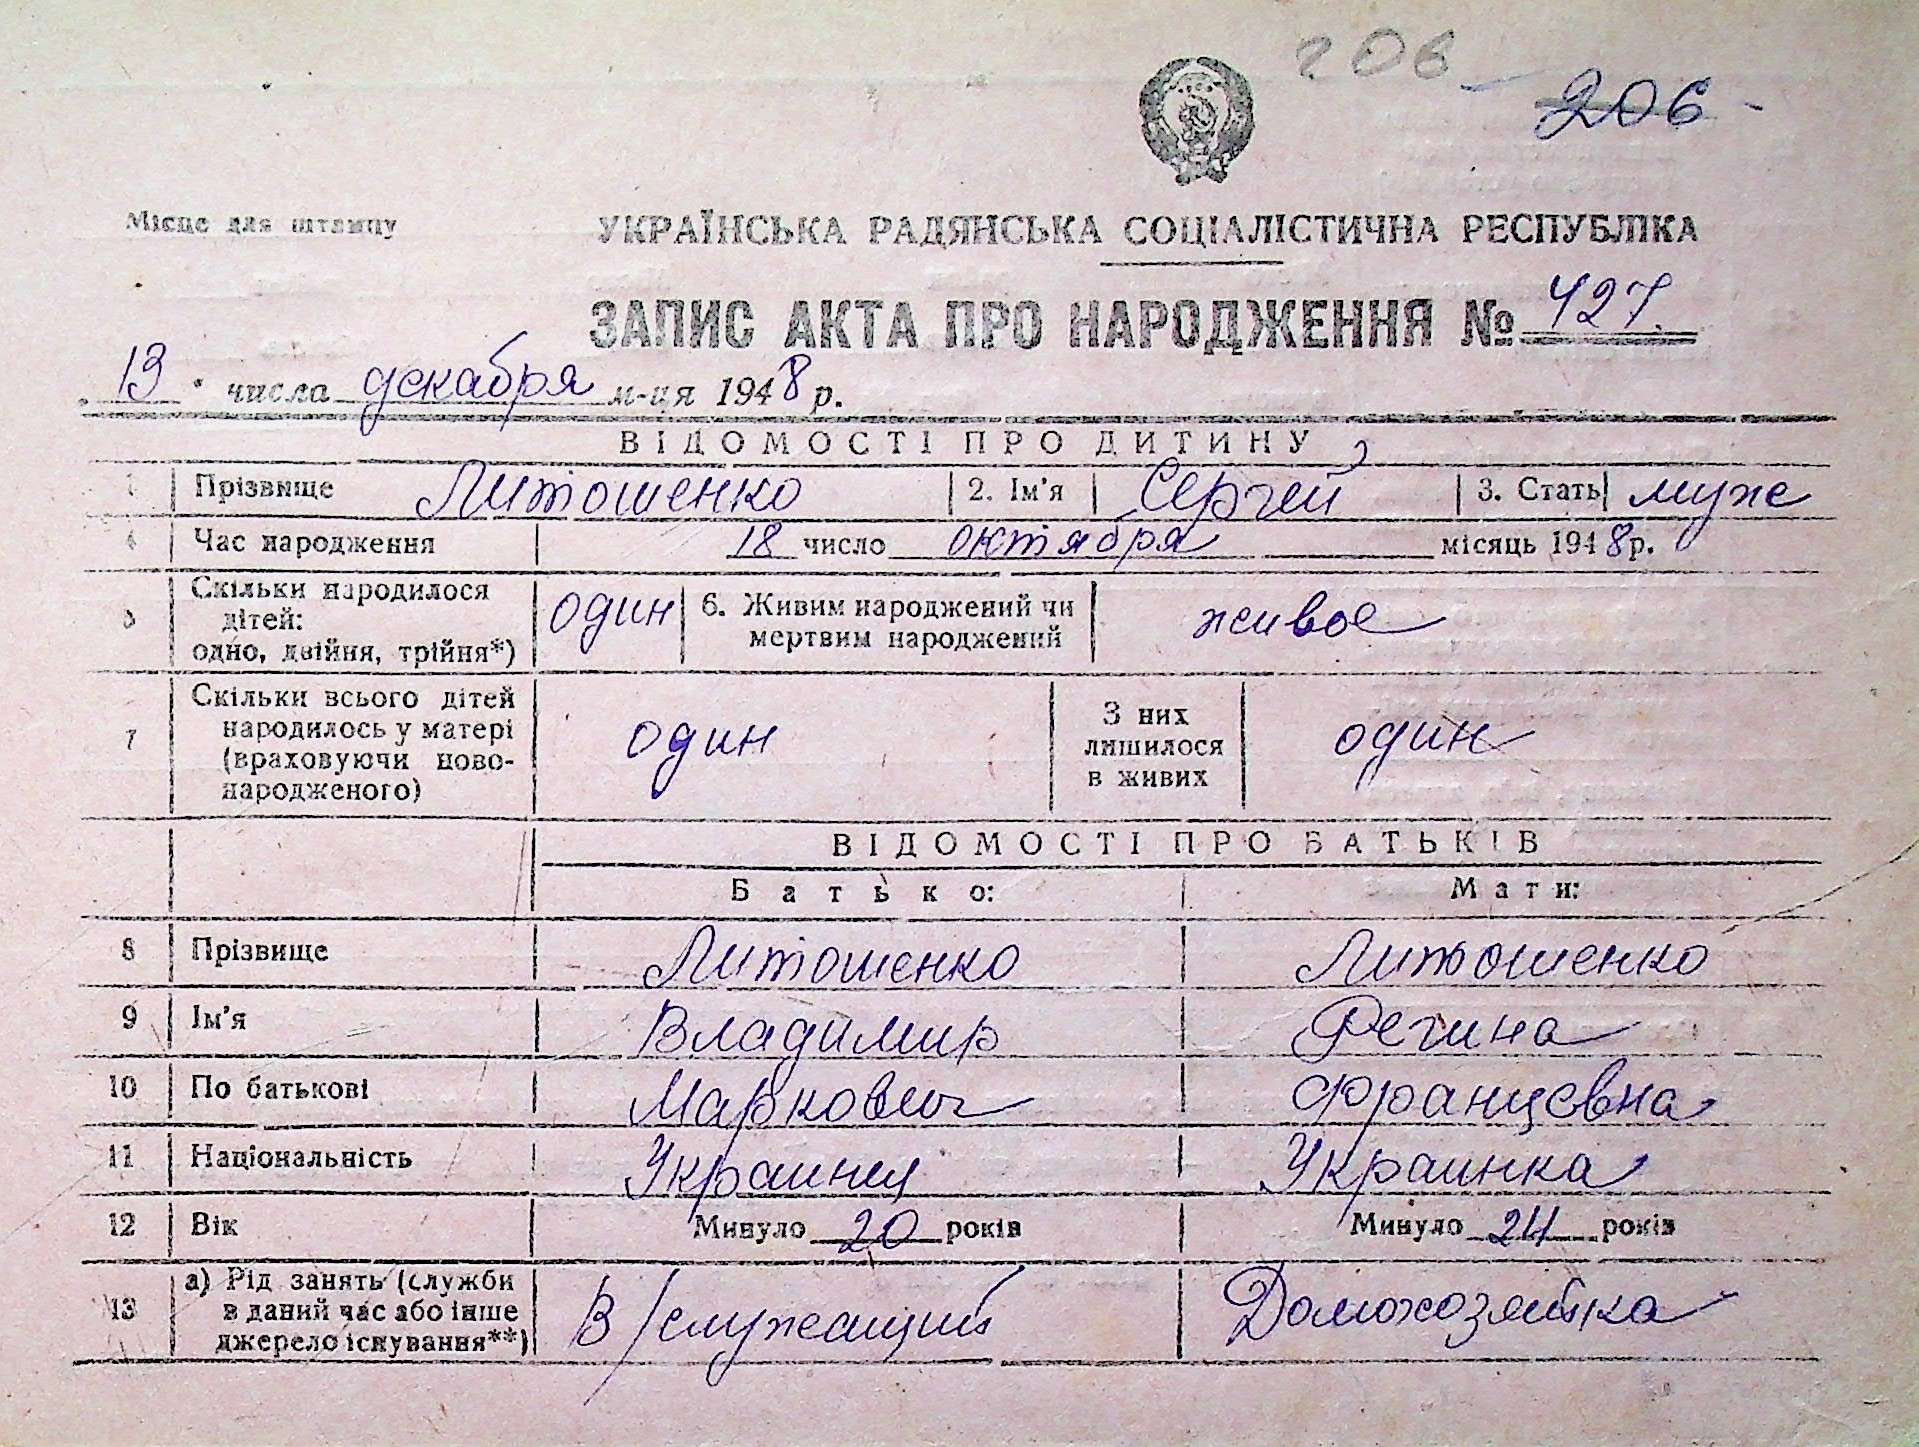 206
206
Місце для штампу
УКРАЇНСЬКА РАДЯНСЬКА СОЦІАЛІСТИЧНА РЕСПУБЛІКА
ЗАПИС АКТА ПРО НАРОДЖЕННЯ № 427.
13 числа декабря м-ця 1948 р.
ВІДОМОСТІ ПРО ДИТИНУ
1 Прізвище Литошенко 2. Ім'я Сергей 3. Стать муже
4 Час народження 18 число октября місяць 1948 р.
5 Скільки народилося дітей: одно, двійня, трійня*) один 6. Живим народжений чи мертвим народжений живое
7 Скільки всього дітей народилось у матері (враховуючи новонародженого) один З них лишилося в живих один
ВІДОМОСТІ ПРО БАТЬКІВ
Батько: Мати:
8 Прізвище Литошенко Литошенко
9 Ім'я Владимир Регина
10 По батькові Маркович Францевна
11 Національність Украинец Украинка
12 Вік Минуло 20 років Минуло 24 років
13 а) Рід занять (служби в даний час або інше джерело існування**) В/служащий Домохозяйка